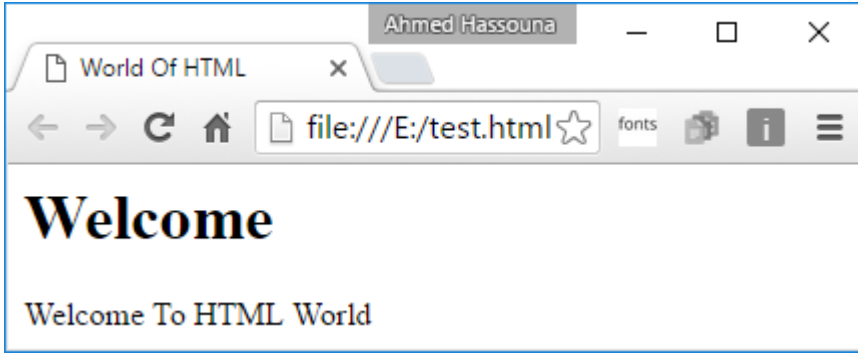 Ahmed Hassouna
World Of HTML
file:///E:/test.html
fonts
i
Welcome
Welcome To HTML World